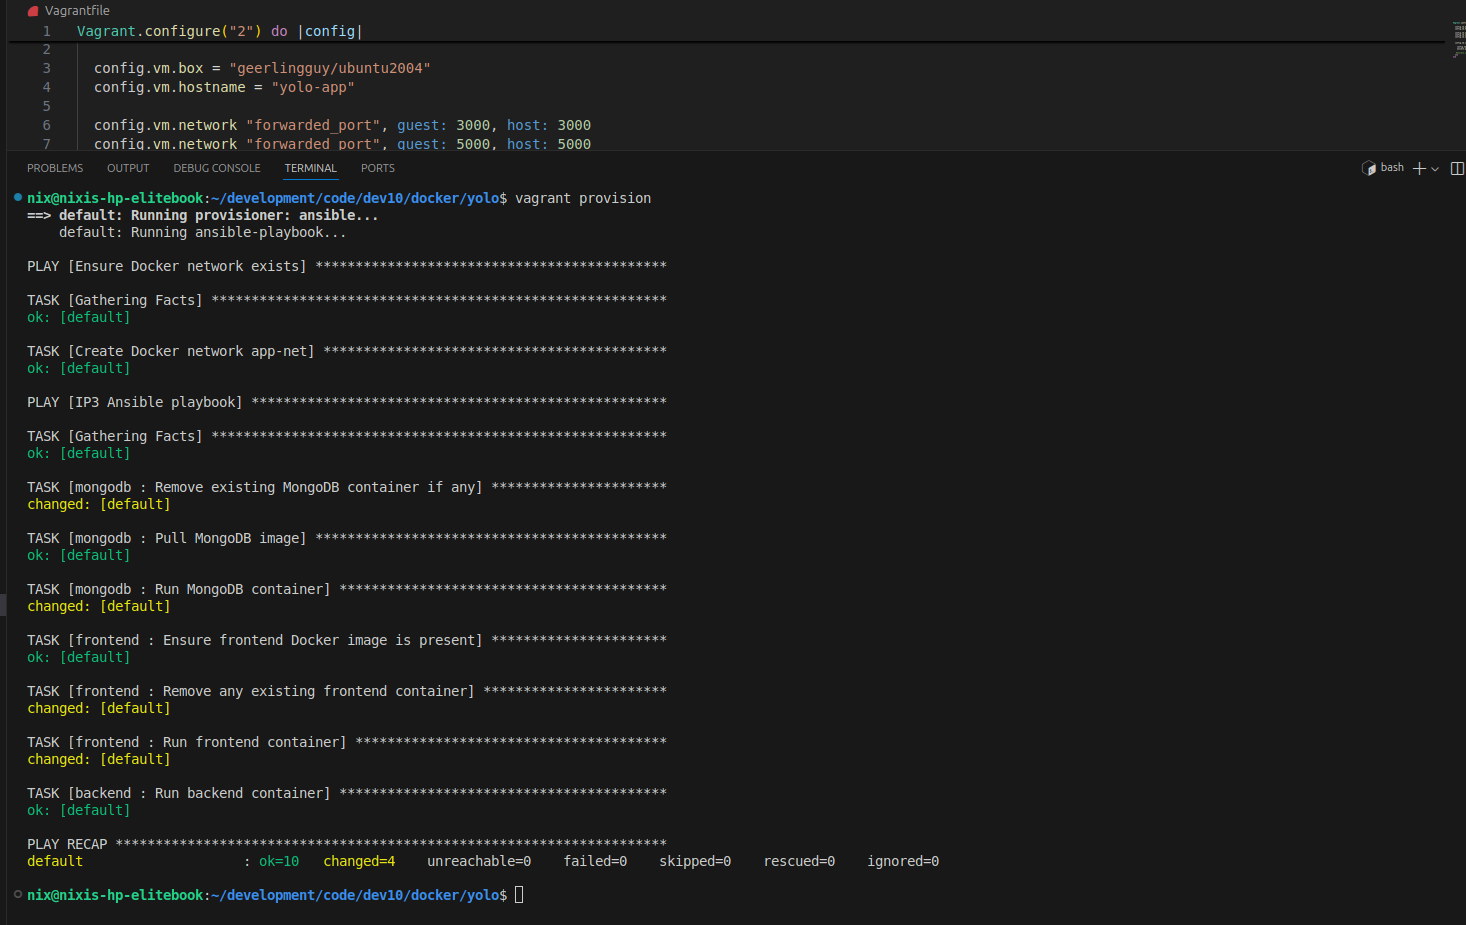 Vagrantfile
1 Vagrant.configure("2") do |config|
2
3 config.vm.box = "geerlingguy/ubuntu2004"
4 config.vm.hostname = "yolo-app"
5
6 config.vm.network "forwarded_port", guest: 3000, host: 3000
7 config.vm.network "forwarded_port", guest: 5000, host: 5000
PROBLEMS OUTPUT DEBUG CONSOLE TERMINAL PORTS bash
nix@nixis-hp-elitebook:~/development/code/dev10/docker/yolo$ vagrant provision
==> default: Running provisioner: ansible...
    default: Running ansible-playbook...

PLAY [Ensure Docker network exists] ********************************************

TASK [Gathering Facts] *********************************************************
ok: [default]

TASK [Create Docker network app-net] *******************************************
ok: [default]

PLAY [IP3 Ansible playbook] ****************************************************

TASK [Gathering Facts] *********************************************************
ok: [default]

TASK [mongodb : Remove existing MongoDB container if any] **********************
changed: [default]

TASK [mongodb : Pull MongoDB image] ********************************************
ok: [default]

TASK [mongodb : Run MongoDB container] *****************************************
changed: [default]

TASK [frontend : Ensure frontend Docker image is present] **********************
ok: [default]

TASK [frontend : Remove any existing frontend container] ***********************
changed: [default]

TASK [frontend : Run frontend container] ***************************************
changed: [default]

TASK [backend : Run backend container] *****************************************
ok: [default]

PLAY RECAP *********************************************************************
default                    : ok=10   changed=4    unreachable=0    failed=0    skipped=0    rescued=0    ignored=0

nix@nixis-hp-elitebook:~/development/code/dev10/docker/yolo$